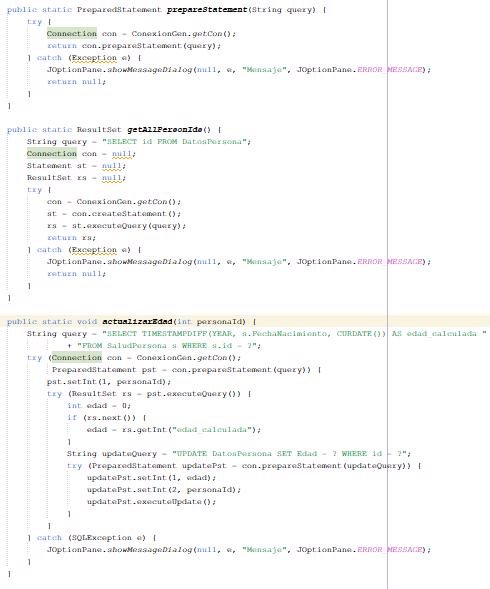 public static PreparedStatement prepareStatement(String query) {
    try {
        Connection con = ConexionGen.getCon();
        return con.prepareStatement(query);
    } catch (Exception e) {
        JOptionPane.showMessageDialog(null, e, "Mensaje", JOptionPane.ERROR_MESSAGE);
        return null;
    }
}
public static ResultSet getAllPersonIds() {
    String query = "SELECT id FROM DatosPersona";
    Connection con = null;
    Statement st = null;
    ResultSet rs = null;
    try {
        con = ConexionGen.getCon();
        st = con.createStatement();
        rs = st.executeQuery(query);
        return rs;
    } catch (Exception e) {
        JOptionPane.showMessageDialog(null, e, "Mensaje", JOptionPane.ERROR_MESSAGE);
        return null;
    }
}
public static void actualizarEdad(int personaId) {
    String query = "SELECT TIMESTAMPDIFF(YEAR, s.FechaNacimiento, CURDATE()) AS edad_calculada "
            + "FROM SaludPersona s WHERE s.id = ?";
    try (Connection con = ConexionGen.getCon();
         PreparedStatement pst = con.prepareStatement(query)) {
        pst.setInt(1, personaId);
        try (ResultSet rs = pst.executeQuery()) {
            int edad = 0;
            if (rs.next()) {
                edad = rs.getInt("edad_calculada");
            }
            String updateQuery = "UPDATE DatosPersona SET Edad = ? WHERE id = ?";
            try (PreparedStatement updatePst = con.prepareStatement(updateQuery)) {
                updatePst.setInt(1, edad);
                updatePst.setInt(2, personaId);
                updatePst.executeUpdate();
            }
        }
    } catch (SQLException e) {
        JOptionPane.showMessageDialog(null, e, "Mensaje", JOptionPane.ERROR_MESSAGE);
    }
}